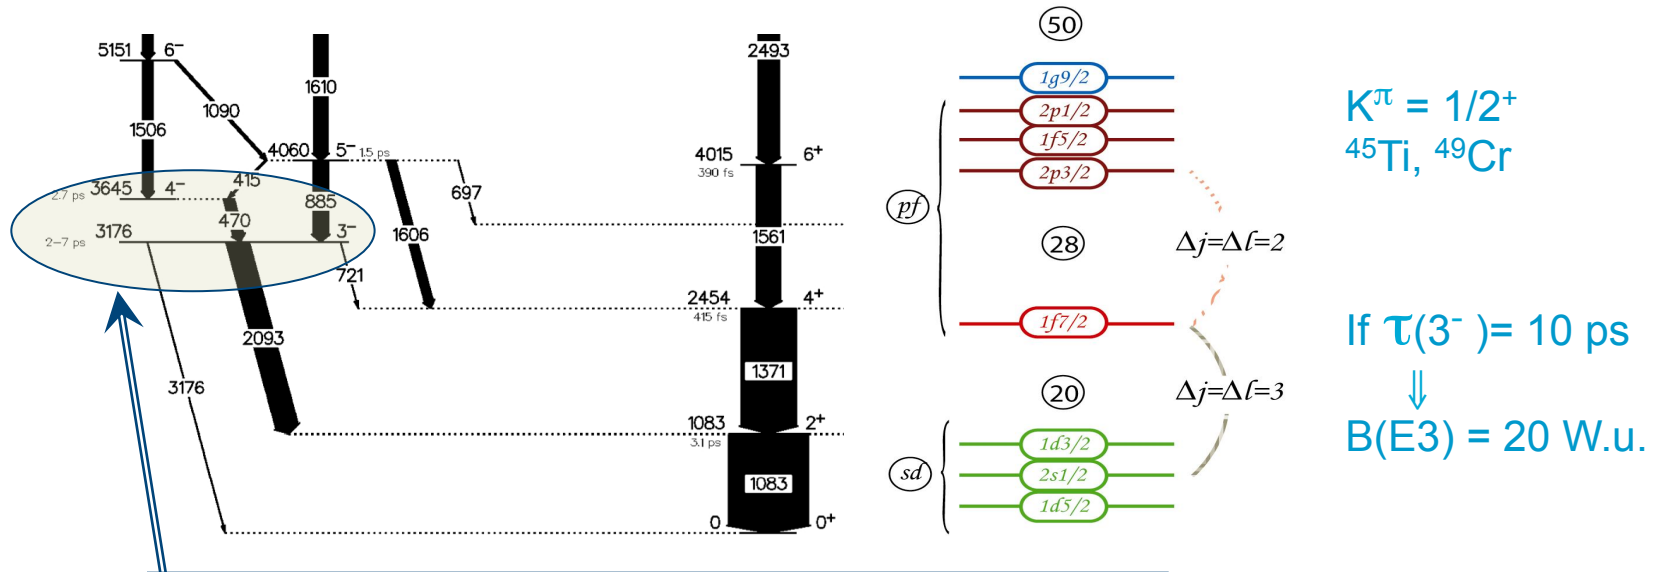 5151 6⁻
1610
2493
1090
1506
4060 5⁻ 1.5 ps
4015 6⁺
390 fs
2.7 ps 3645 4⁻
415
885
697
470
2–7 ps 3176 3⁻
1606
1561
721
2454 4⁺
415 fs
2093
3176
1371
1083 2⁺
3.1 ps
1083
0 0⁺
50
1g9/2
2p1/2
1f5/2
2p3/2
pf
28
Δj=Δl=2
1f7/2
20
Δj=Δl=3
1d3/2
sd
2s1/2
1d5/2
K^π = 1/2⁺
⁴⁵Ti, ⁴⁹Cr
If τ(3⁻ )= 10 ps
⇓
B(E3) = 20 W.u.